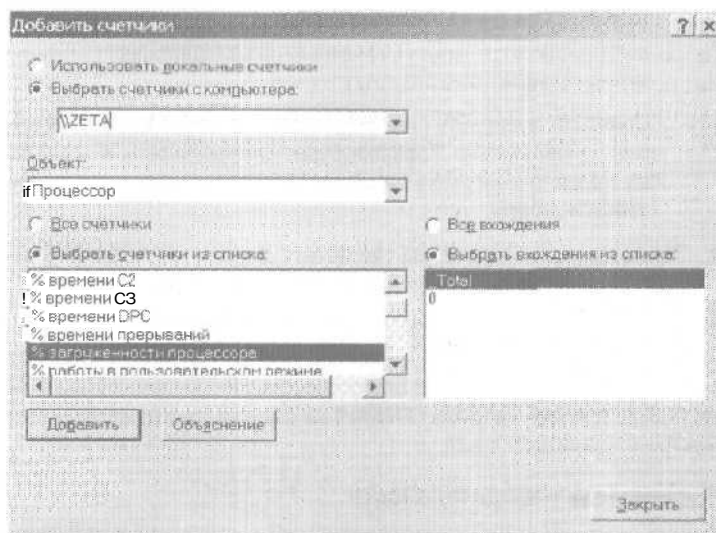 Добавить счетчики
? ×
Использовать локальные счетчики
Выбрать счетчики с компьютера:
\\ZETA
Объект:
if Процессор
Все счетчики
Все вхождения
Выбрать счетчики из списка:
Выбрать вхождения из списка:
% времени C2
! % времени C3
% времени DPC
% времени прерываний
% загруженности процессора
% работы в пользовательском режиме
_Total
0
Добавить
Объяснение
Закрыть